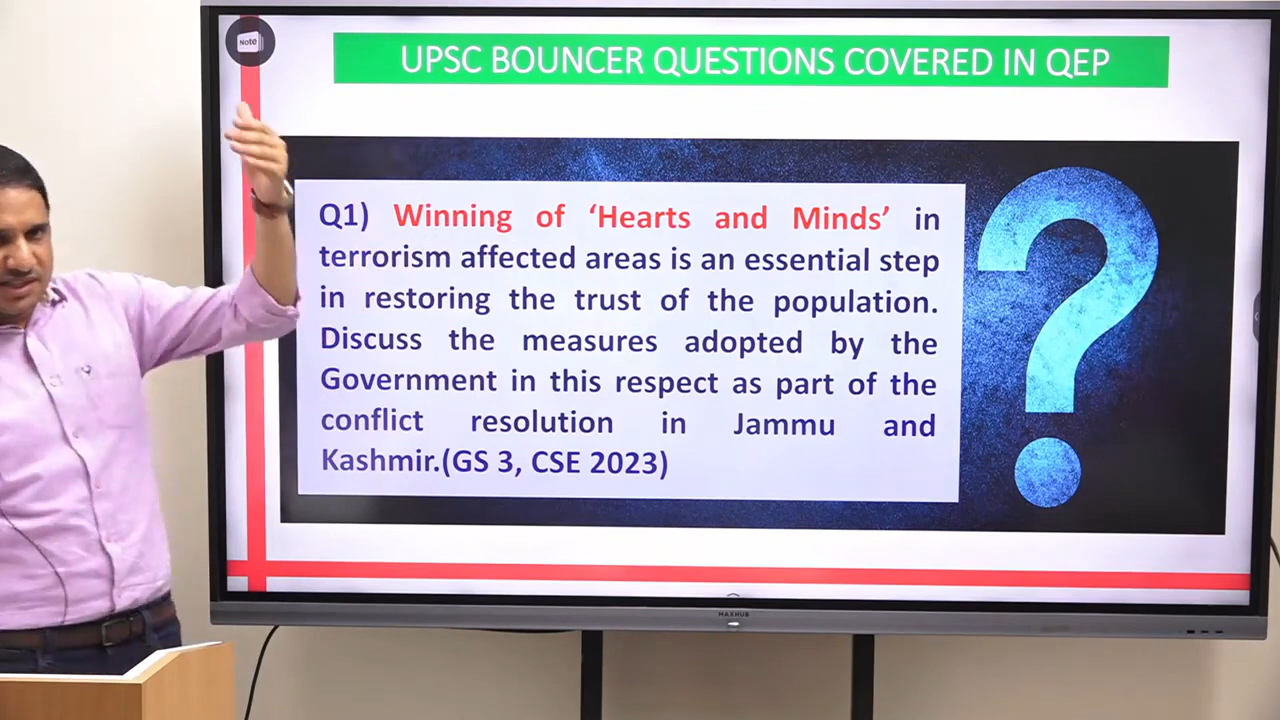 Note
UPSC BOUNCER QUESTIONS COVERED IN QEP
Q1) Winning of ‘Hearts and Minds’ in
terrorism affected areas is an essential step
in restoring the trust of the population.
Discuss the measures adopted by the
Government in this respect as part of the
conflict resolution in Jammu and
Kashmir.(GS 3, CSE 2023)
MAXHUB